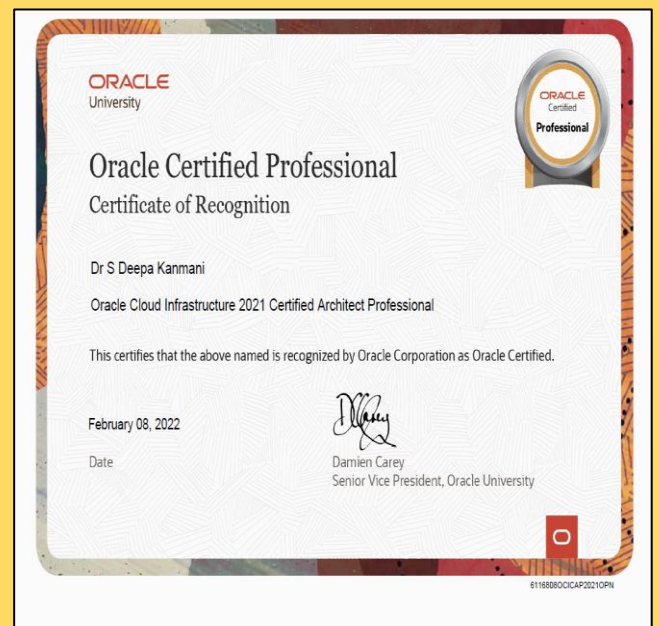 ORACLE
University
ORACLE
Certified
Professional
Oracle Certified Professional
Certificate of Recognition
Dr S Deepa Kanmani
Oracle Cloud Infrastructure 2021 Certified Architect Professional
This certifies that the above named is recognized by Oracle Corporation as Oracle Certified.
DCarey
February 08, 2022
Date
Damien Carey
Senior Vice President, Oracle University
6116808OCICAP2021OPN